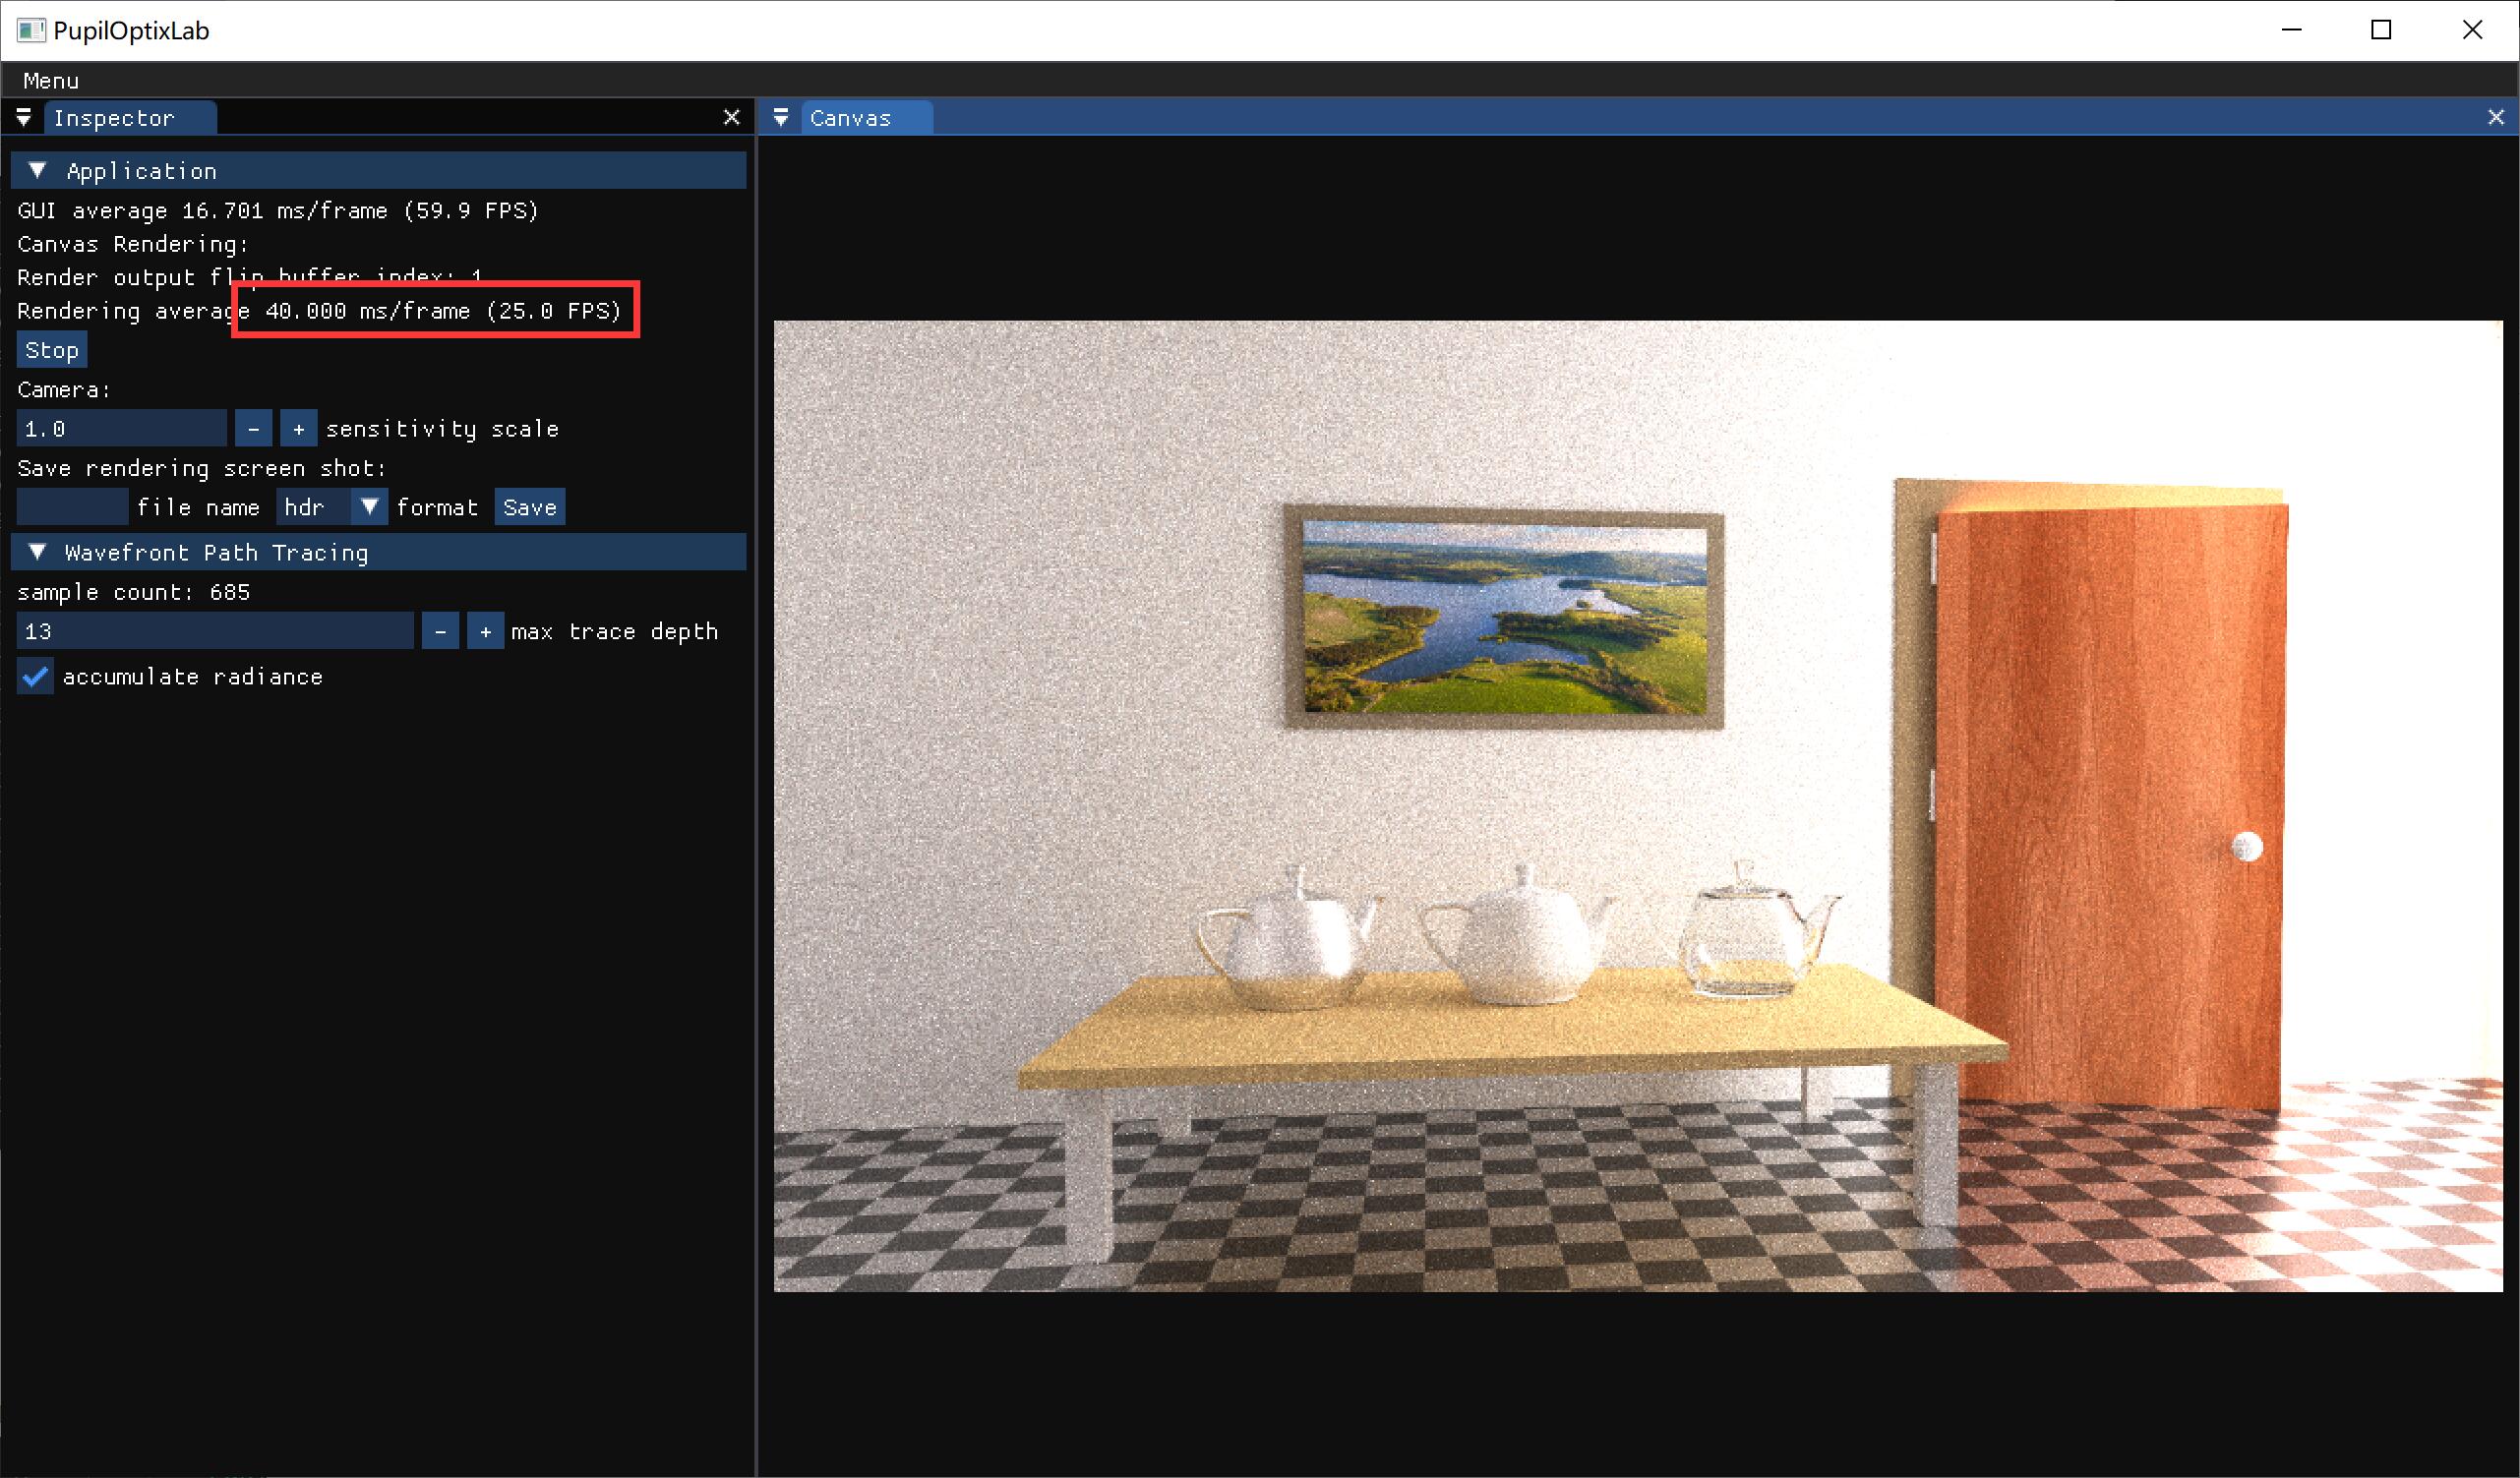 PupilOptixLab
Menu
Inspector
Application
GUI average 16.701 ms/frame (59.9 FPS)
Canvas Rendering:
Render output flip buffer index: 1
Rendering average 40.000 ms/frame (25.0 FPS)
Stop
Camera:
1.0 - + sensitivity scale
Save rendering screen shot:
file name hdr format Save
Wavefront Path Tracing
sample count: 685
13 - + max trace depth
accumulate radiance
Canvas